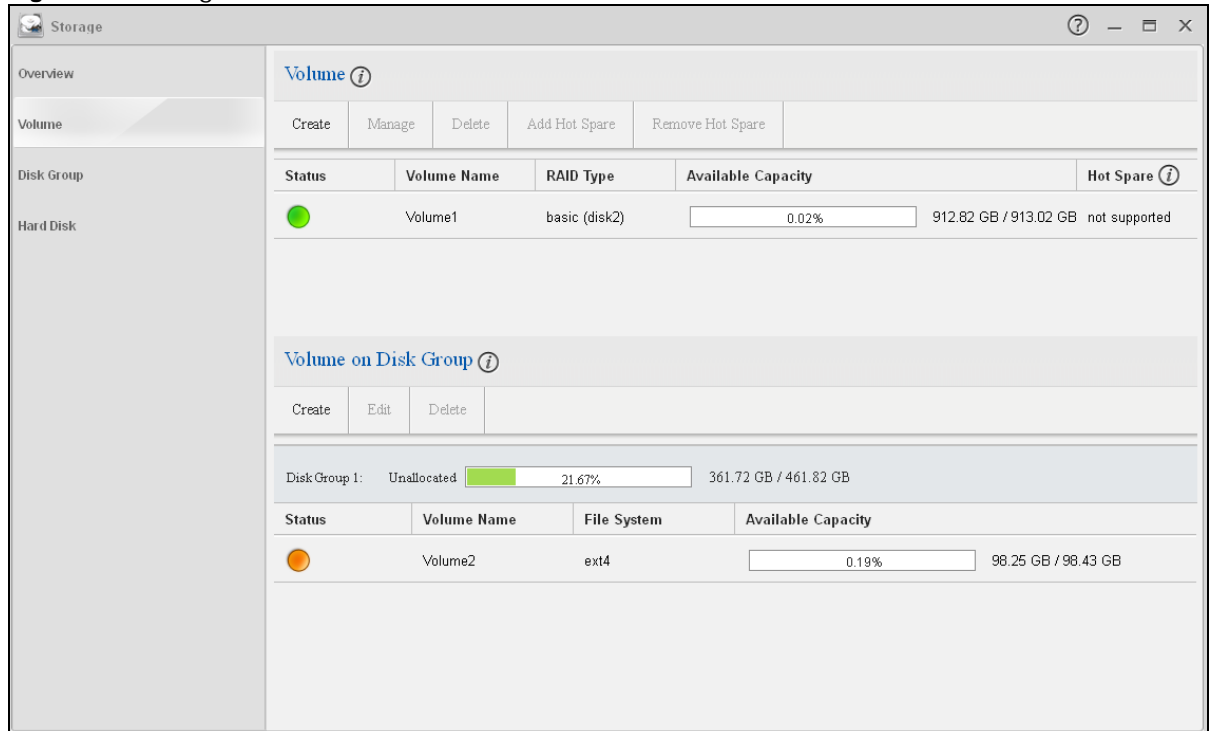 Storage
Overview
Volume
Disk Group
Hard Disk
Volume
Create Manage Delete Add Hot Spare Remove Hot Spare
Status Volume Name RAID Type Available Capacity Hot Spare
Volume1 basic (disk2) 0.02% 912.82 GB / 913.02 GB not supported
Volume on Disk Group
Create Edit Delete
Disk Group 1: Unallocated 21.67% 361.72 GB / 461.82 GB
Status Volume Name File System Available Capacity
Volume2 ext4 0.19% 98.25 GB / 98.43 GB